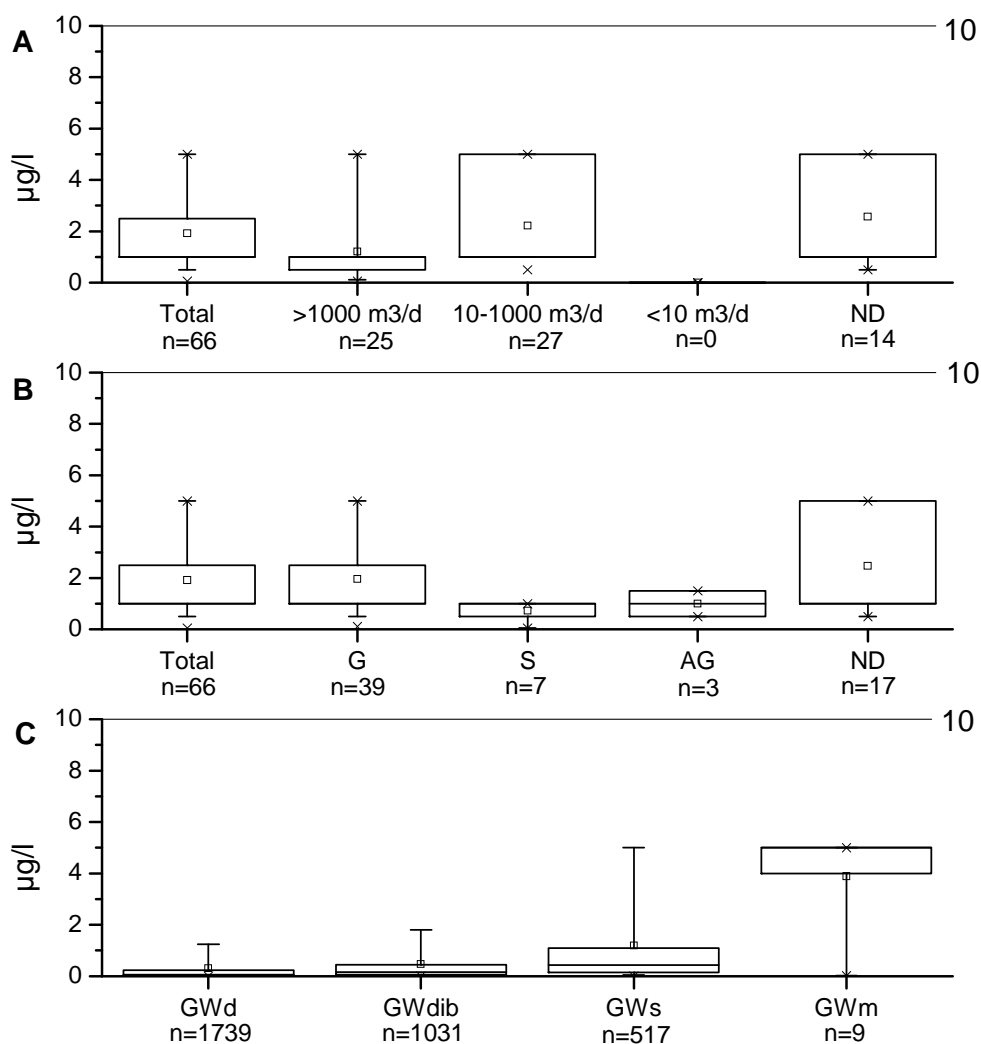 A
10
8
6
4
2
0
µg/l
10
Total
n=66
>1000 m3/d
n=25
10-1000 m3/d
n=27
<10 m3/d
n=0
ND
n=14
B
10
8
6
4
2
0
µg/l
10
Total
n=66
G
n=39
S
n=7
AG
n=3
ND
n=17
C
10
8
6
4
2
0
µg/l
10
GWd
n=1739
GWdib
n=1031
GWs
n=517
GWm
n=9